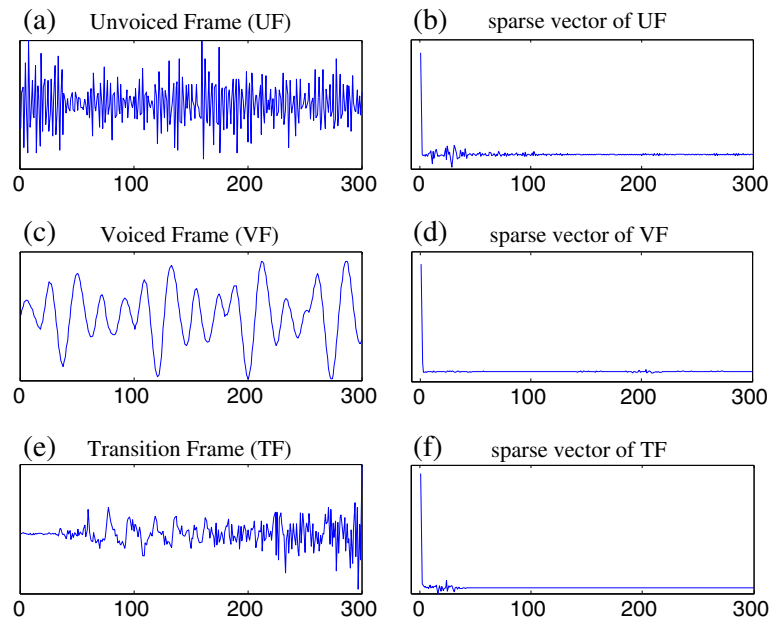 (a) Unvoiced Frame (UF)
0 100 200 300
(b) sparse vector of UF
0 100 200 300
(c) Voiced Frame (VF)
0 100 200 300
(d) sparse vector of VF
0 100 200 300
(e) Transition Frame (TF)
0 100 200 300
(f) sparse vector of TF
0 100 200 300